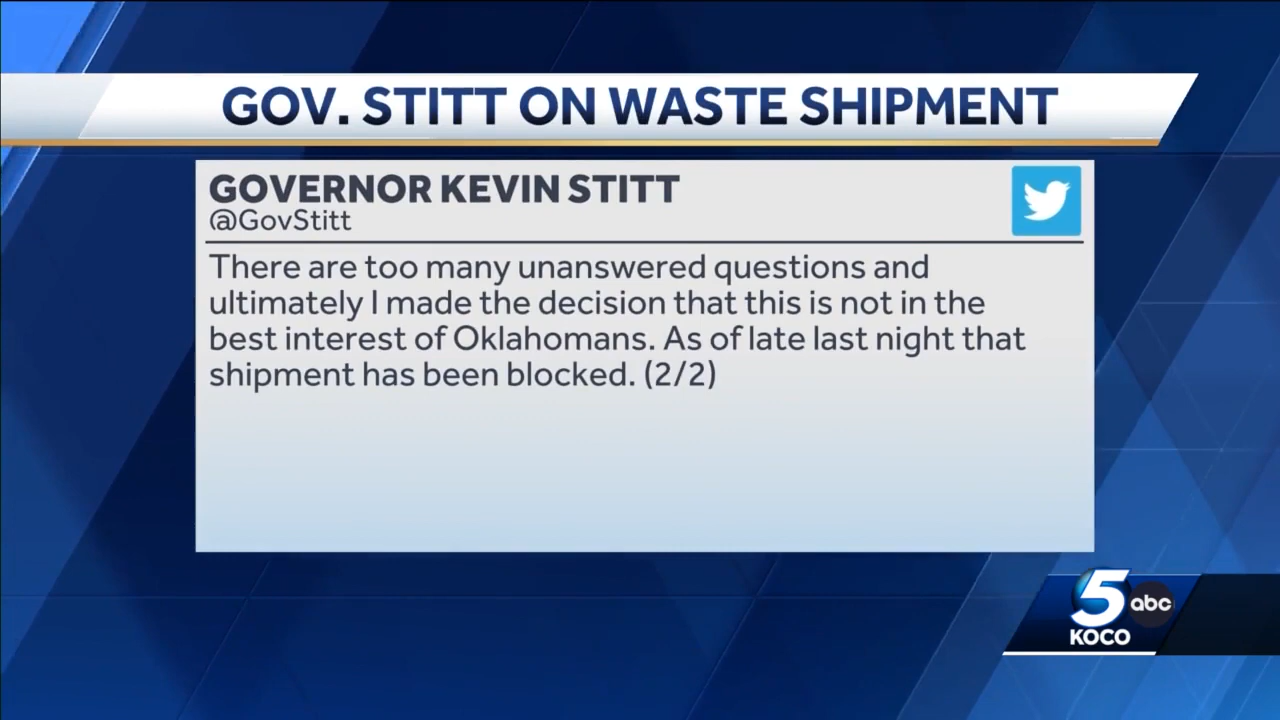 GOV. STITT ON WASTE SHIPMENT
GOVERNOR KEVIN STITT
@GovStitt
There are too many unanswered questions and
ultimately I made the decision that this is not in the
best interest of Oklahomans. As of late last night that
shipment has been blocked. (2/2)
5 abc
KOCO